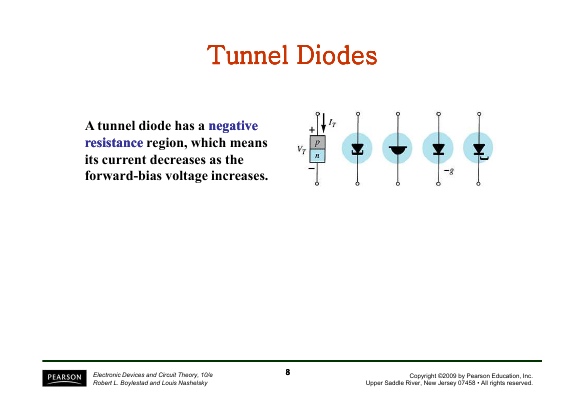 Tunnel Diodes
A tunnel diode has a negative
resistance region, which means
its current decreases as the
forward-bias voltage increases.
I_T
+
p
V_T
n
–
–g
PEARSON
Electronic Devices and Circuit Theory, 10/e
Robert L. Boylestad and Louis Nashelsky
8
Copyright ©2009 by Pearson Education, Inc.
Upper Saddle River, New Jersey 07458 • All rights reserved.